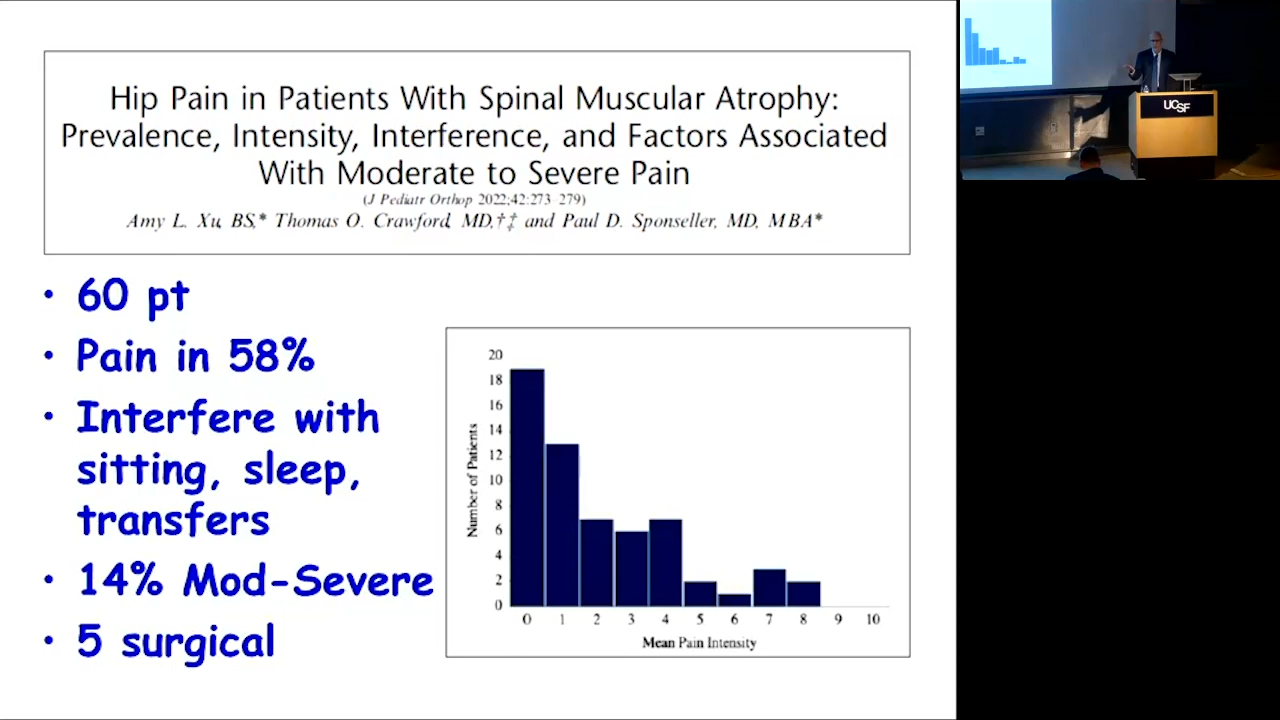 Hip Pain in Patients With Spinal Muscular Atrophy:
Prevalence, Intensity, Interference, and Factors Associated
With Moderate to Severe Pain
(J Pediatr Orthop 2022;42:273–279)
Amy L. Xu, BS,* Thomas O. Crawford, MD,†‡ and Paul D. Sponseller, MD, MBA*
• 60 pt
• Pain in 58%
• Interfere with
sitting, sleep,
transfers
• 14% Mod-Severe
• 5 surgical
Number of Patients
20
18
16
14
12
10
8
6
4
2
0
0 1 2 3 4 5 6 7 8 9 10
Mean Pain Intensity
UCSF